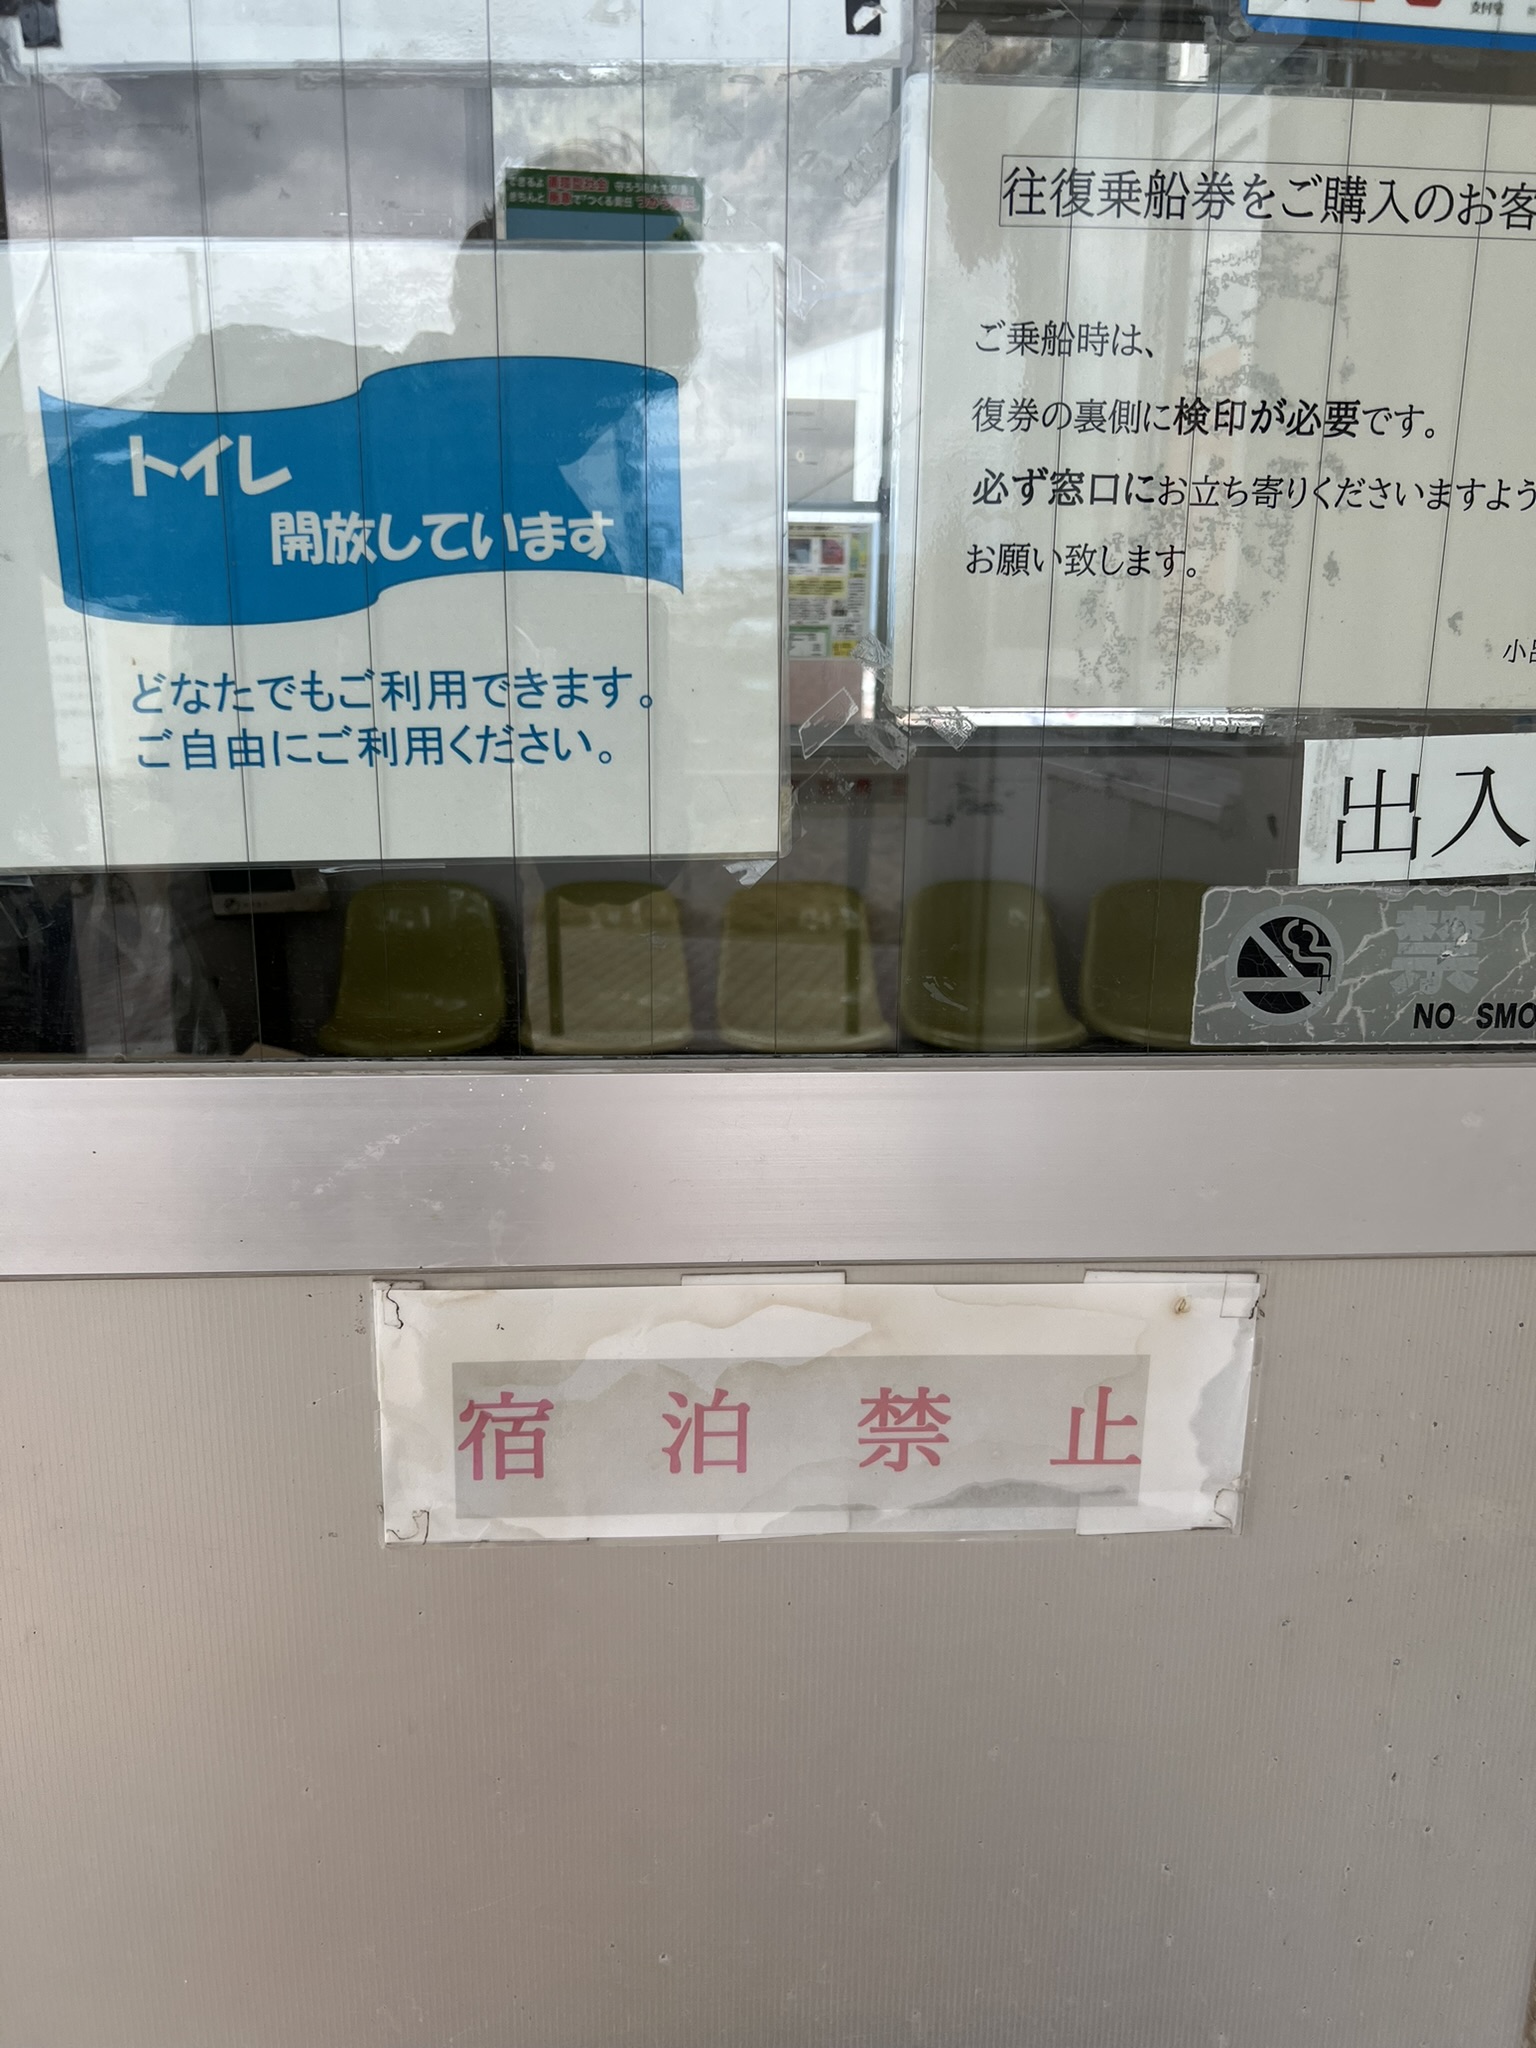 往復乗船券をご購入のお客
ご乗船時は、
復券の裏側に検印が必要です。
必ず窓口にお立ち寄りくださいますよう
お願い致します。
トイレ
開放しています
どなたでもご利用できます。
ご自由にご利用ください。
出入
禁
NO SMO
宿泊禁止